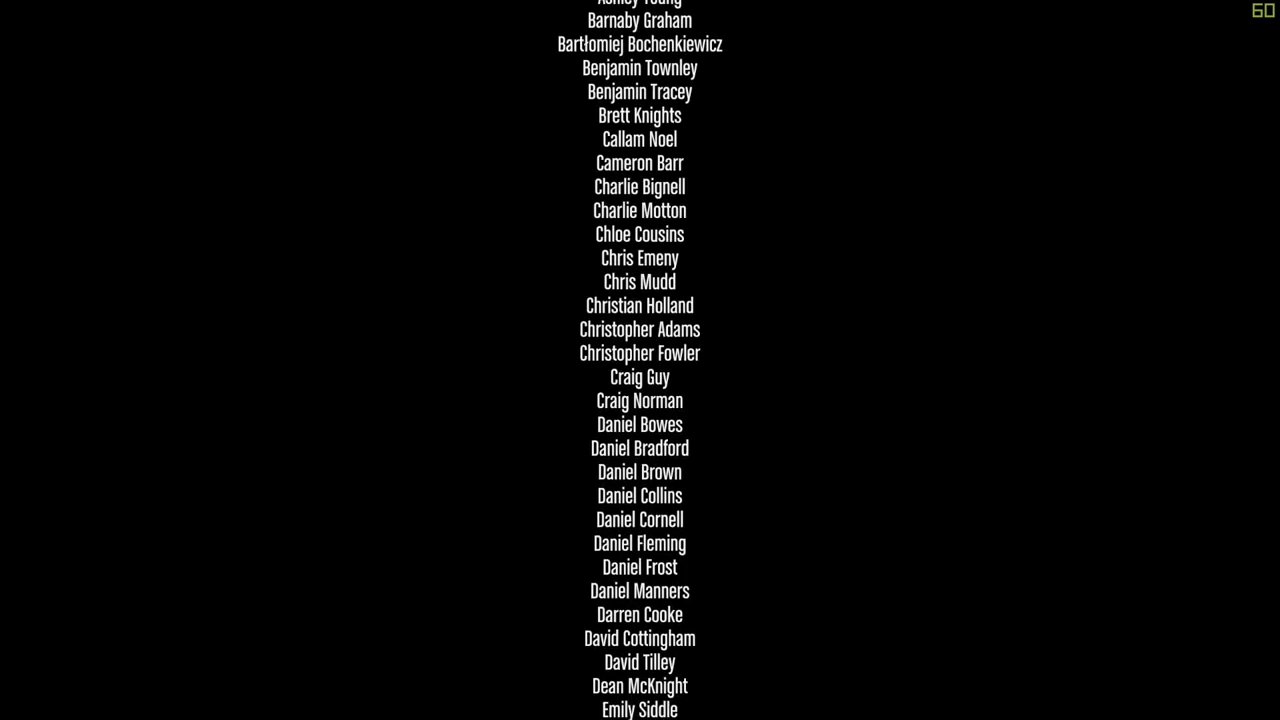 60
Ashley Young
Barnaby Graham
Bartłomiej Bochenkiewicz
Benjamin Townley
Benjamin Tracey
Brett Knights
Callam Noel
Cameron Barr
Charlie Bignell
Charlie Motton
Chloe Cousins
Chris Emeny
Chris Mudd
Christian Holland
Christopher Adams
Christopher Fowler
Craig Guy
Craig Norman
Daniel Bowes
Daniel Bradford
Daniel Brown
Daniel Collins
Daniel Cornell
Daniel Fleming
Daniel Frost
Daniel Manners
Darren Cooke
David Cottingham
David Tilley
Dean McKnight
Emily Siddle